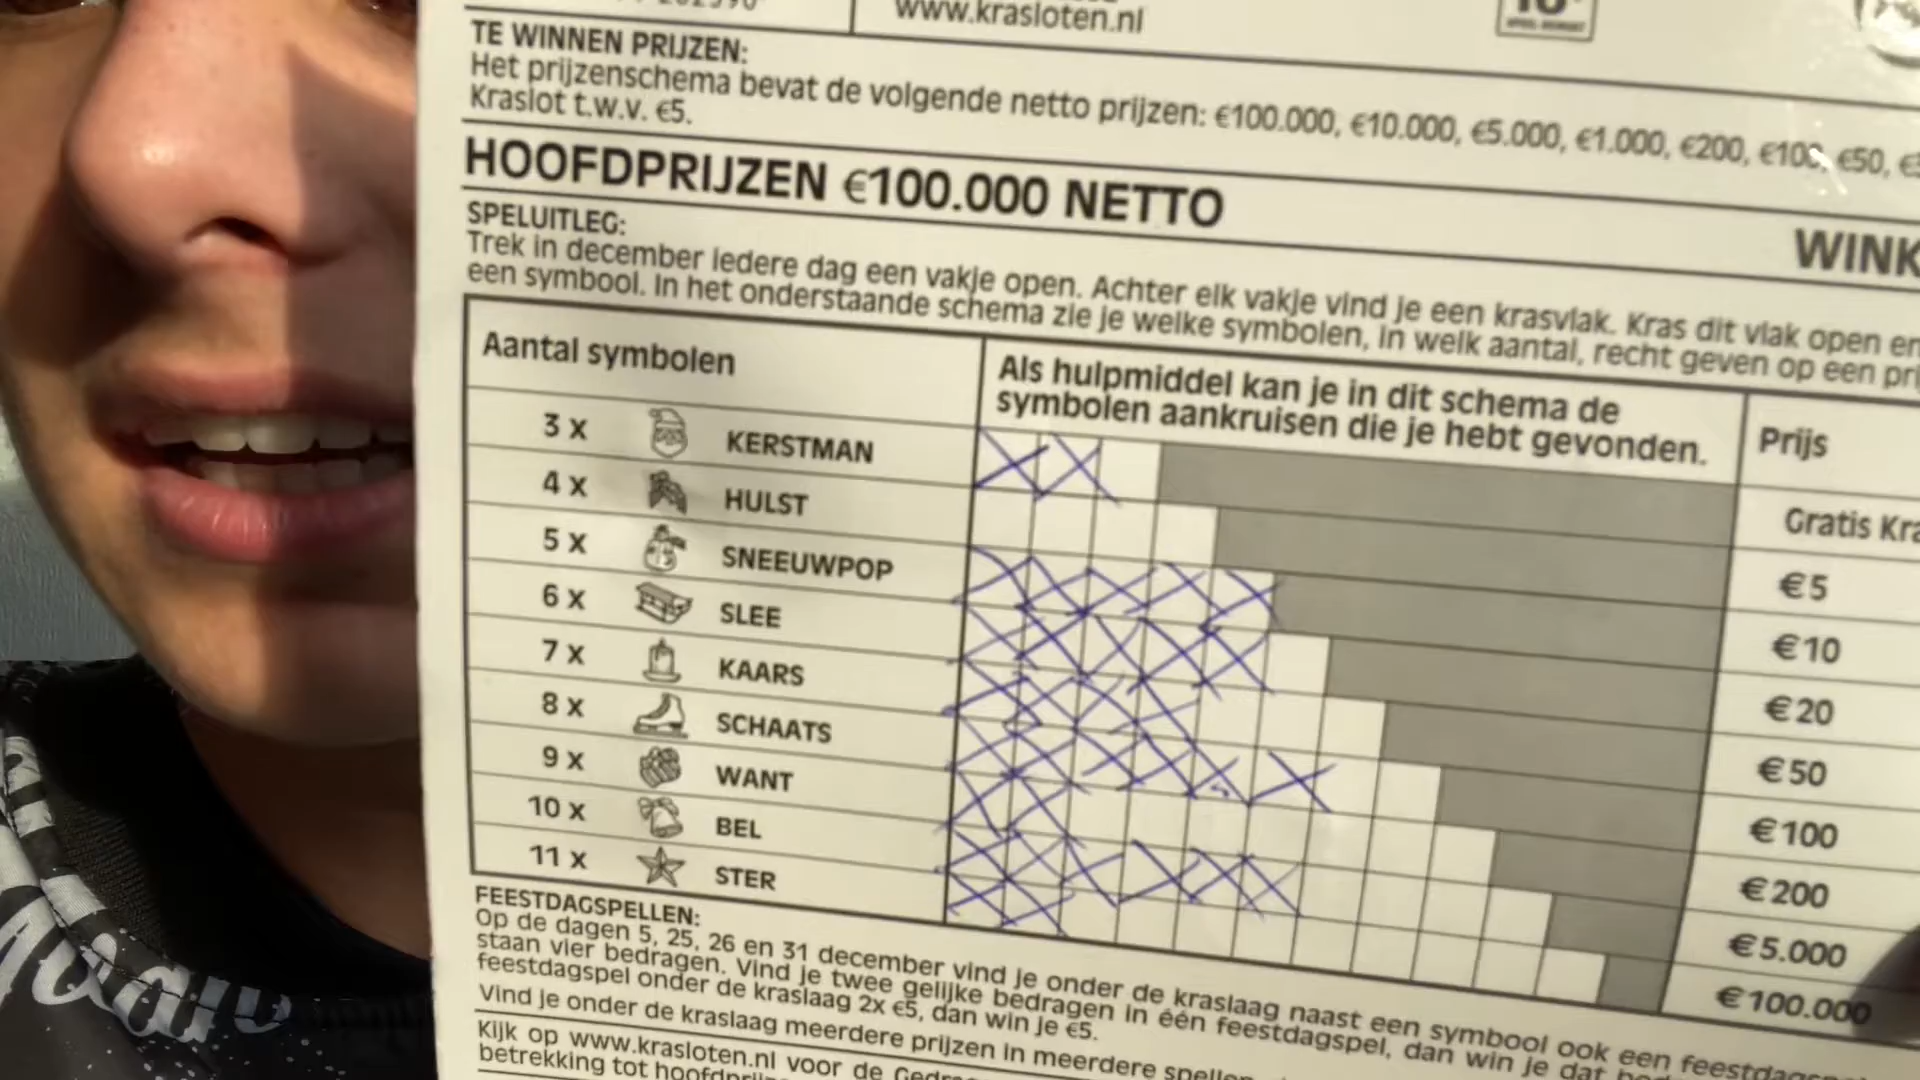 www.krasloten.nl
TE WINNEN PRIJZEN:
Het prijzenschema bevat de volgende netto prijzen: €100.000, €10.000, €5.000, €1.000, €200, €100, €50,
Kraslot t.w.v. €5.
HOOFDPRIJZEN €100.000 NETTO
WINK
SPELUITLEG:
Trek in december iedere dag een vakje open. Achter elk vakje vind je een krasvlak. Kras dit vlak open en
een symbool. In het onderstaande schema zie je welke symbolen, in welk aantal, recht geven op een pri
Aantal symbolen
Als hulpmiddel kan je in dit schema de
symbolen aankruisen die je hebt gevonden.
Prijs
3 x KERSTMAN Gratis Kra
4 x HULST €5
5 x SNEEUWPOP €10
6 x SLEE €20
7 x KAARS €50
8 x SCHAATS €100
9 x WANT €200
10 x BEL €5.000
11 x STER €100.000
FEESTDAGSPELLEN:
Op de dagen 5, 25, 26 en 31 december vind je onder de kraslaag naast een symbool ook een feestdagsp
staan vier bedragen. Vind je twee gelijke bedragen in één feestdagspel, dan win je dat
feestdagspel onder de kraslaag 2x €5, dan win je €5.
Vind je onder de kraslaag meerdere prijzen in meerdere spellen
Kijk op www.krasloten.nl voor de
betrekking tot